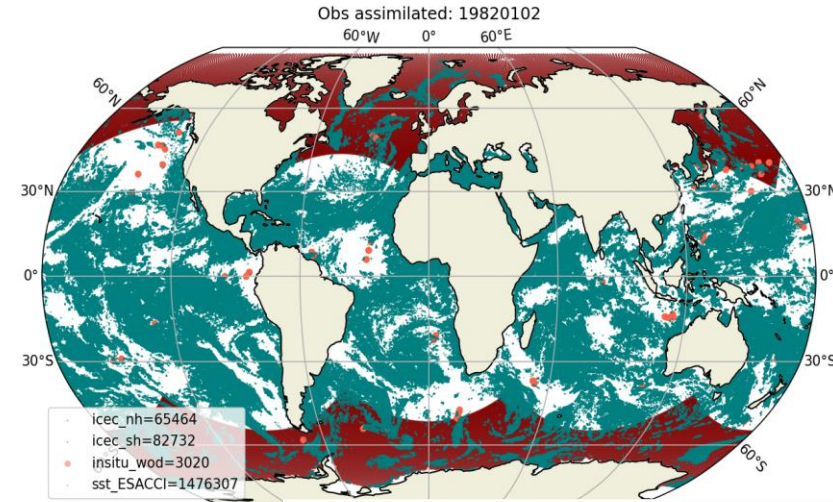 Obs assimilated: 19820102
60°W 0° 60°E
60°N 60°N
30°N 30°N
0° 0°
30°S 30°S
icec_nh=65464
icec_sh=82732
insitu_wod=3020
sst_ESACCI=1476307
60°S